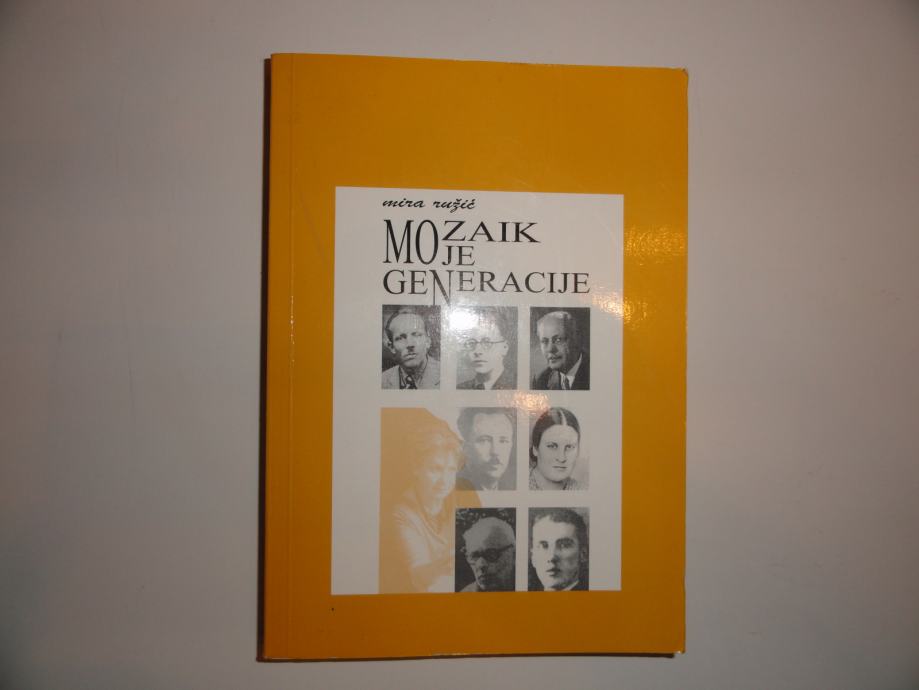 mira ružić
MOZAIK
MOJE
GENERACIJE